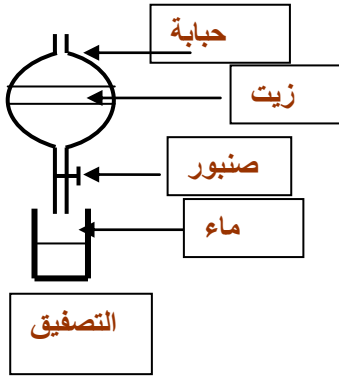 حبابة
زيت
صنبور
ماء
التصفيق